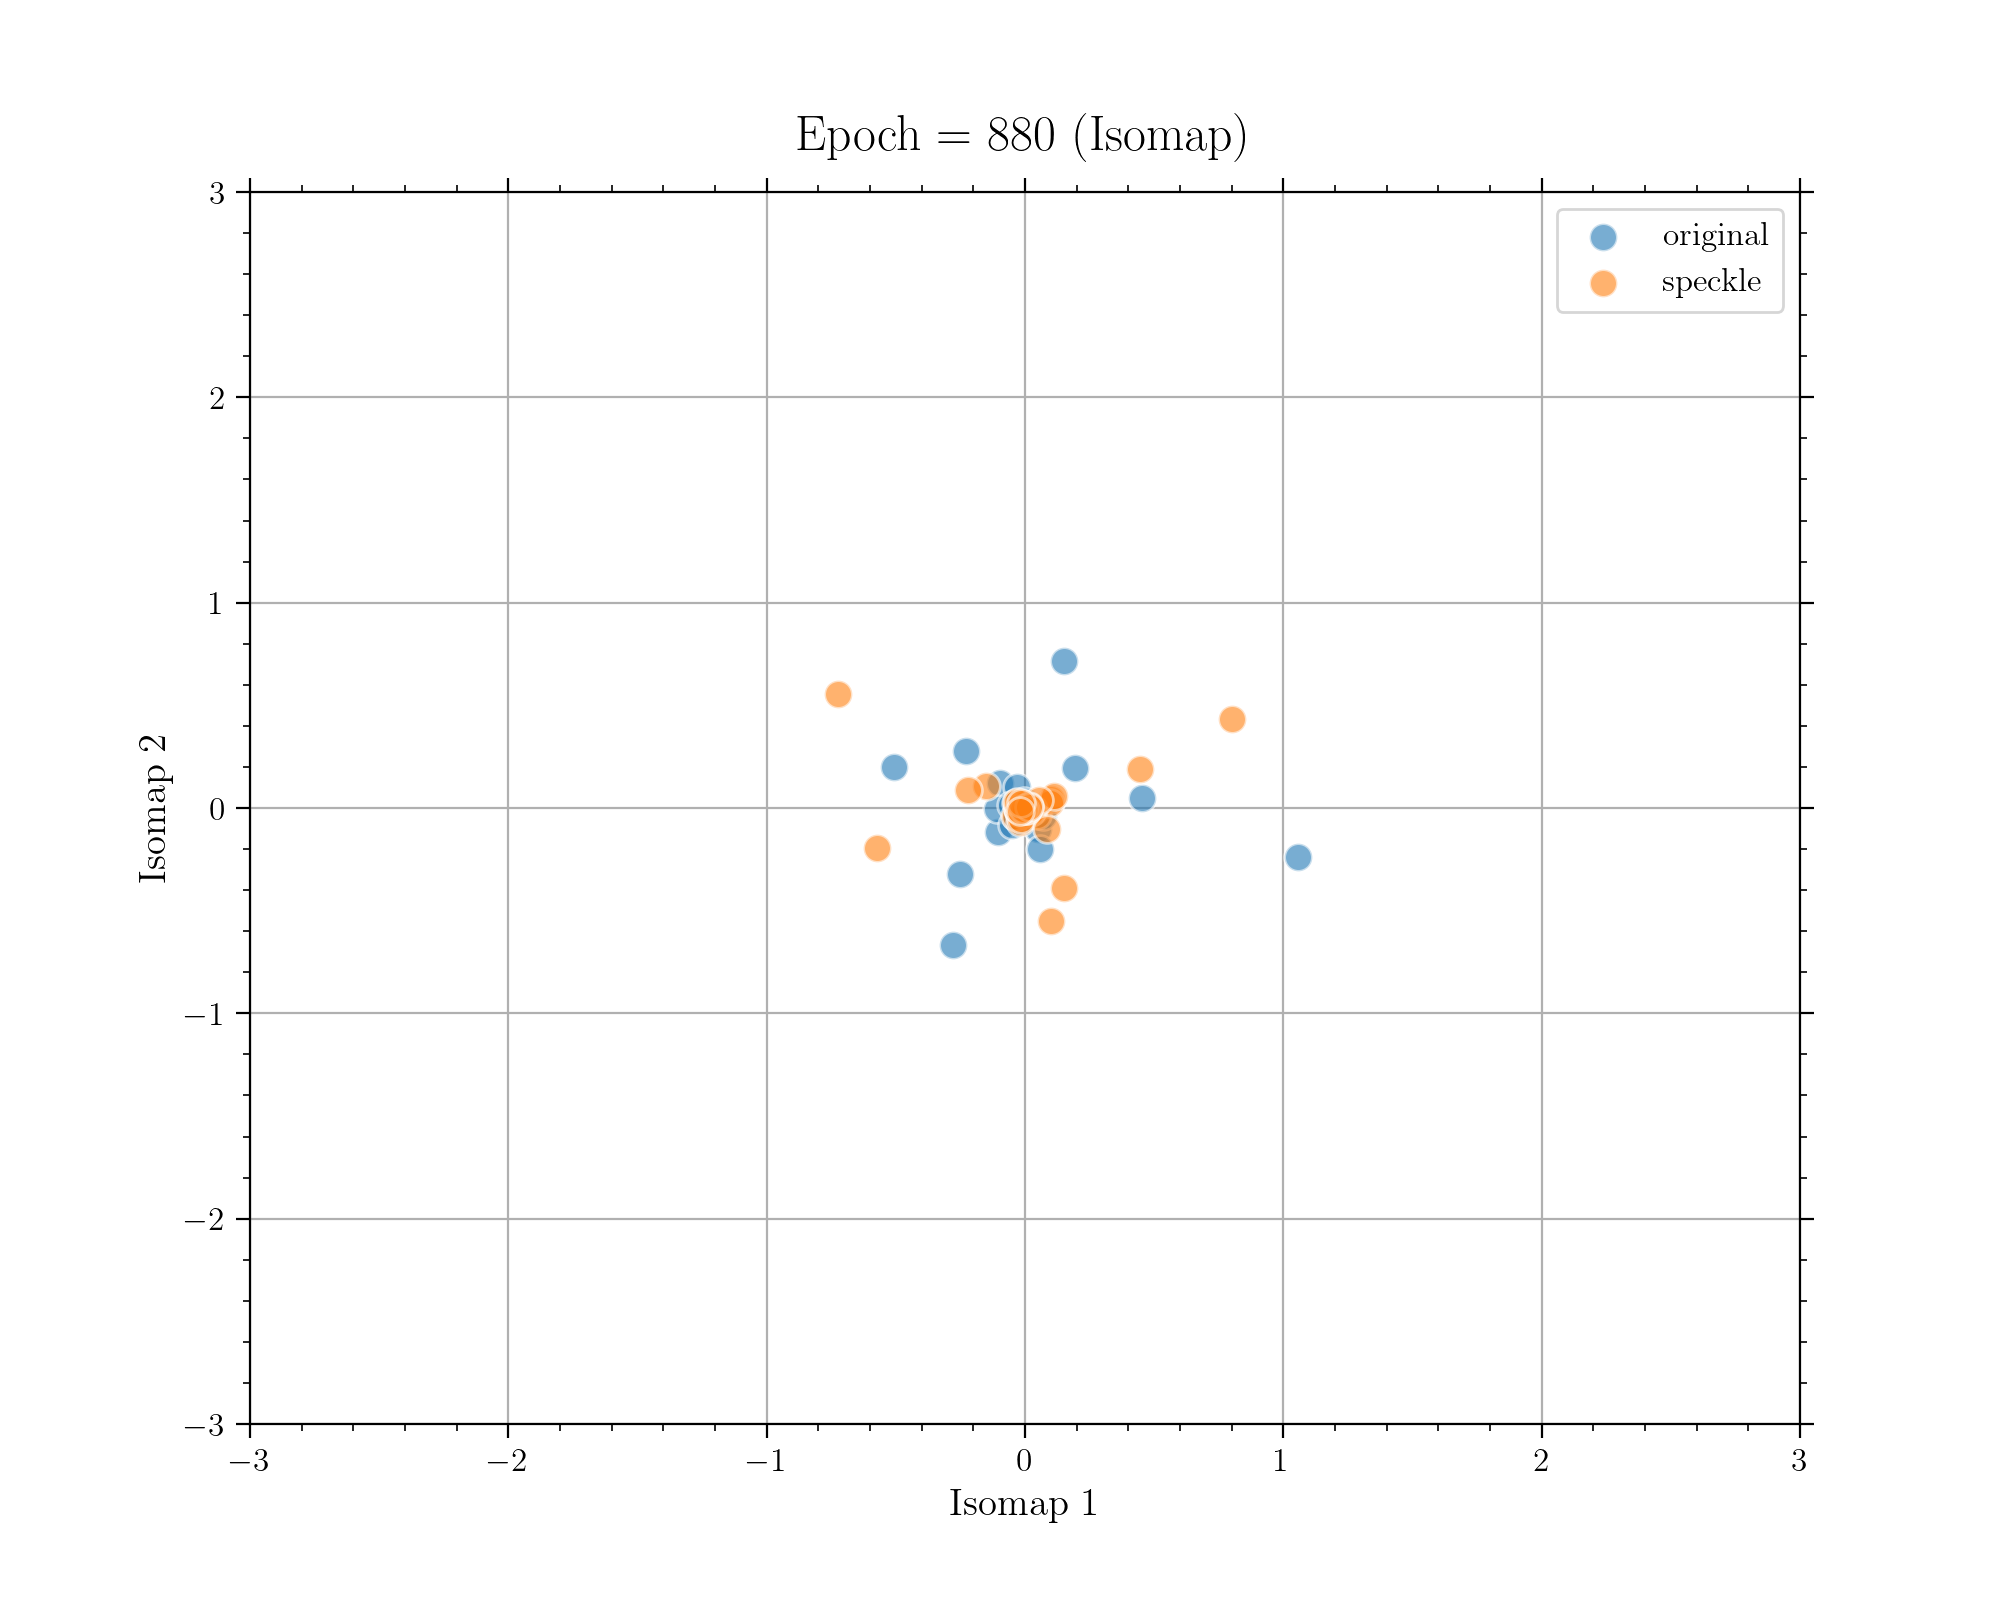 Epoch = 880 (Isomap)
original
speckle
3
2
1
0
−1
−2
−3
Isomap 2
−3
−2
−1
0
1
2
3
Isomap 1